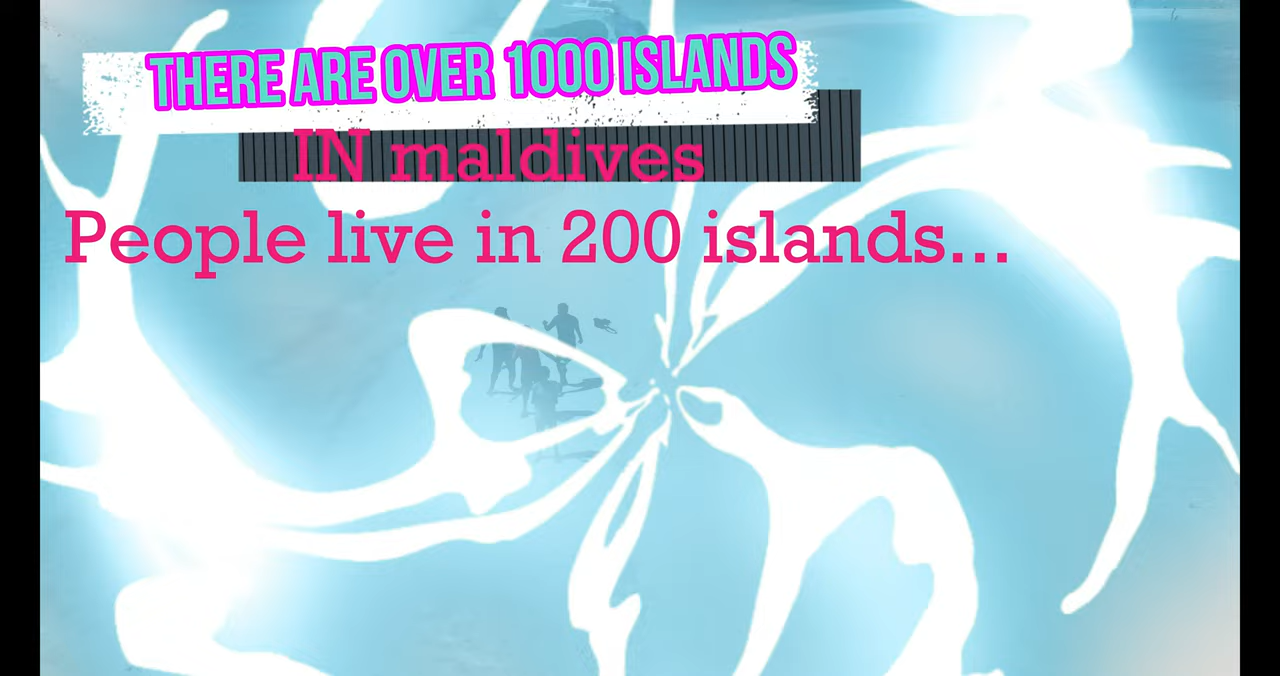 THERE ARE OVER 1000 ISLANDS
IN maldives
People live in 200 islands...